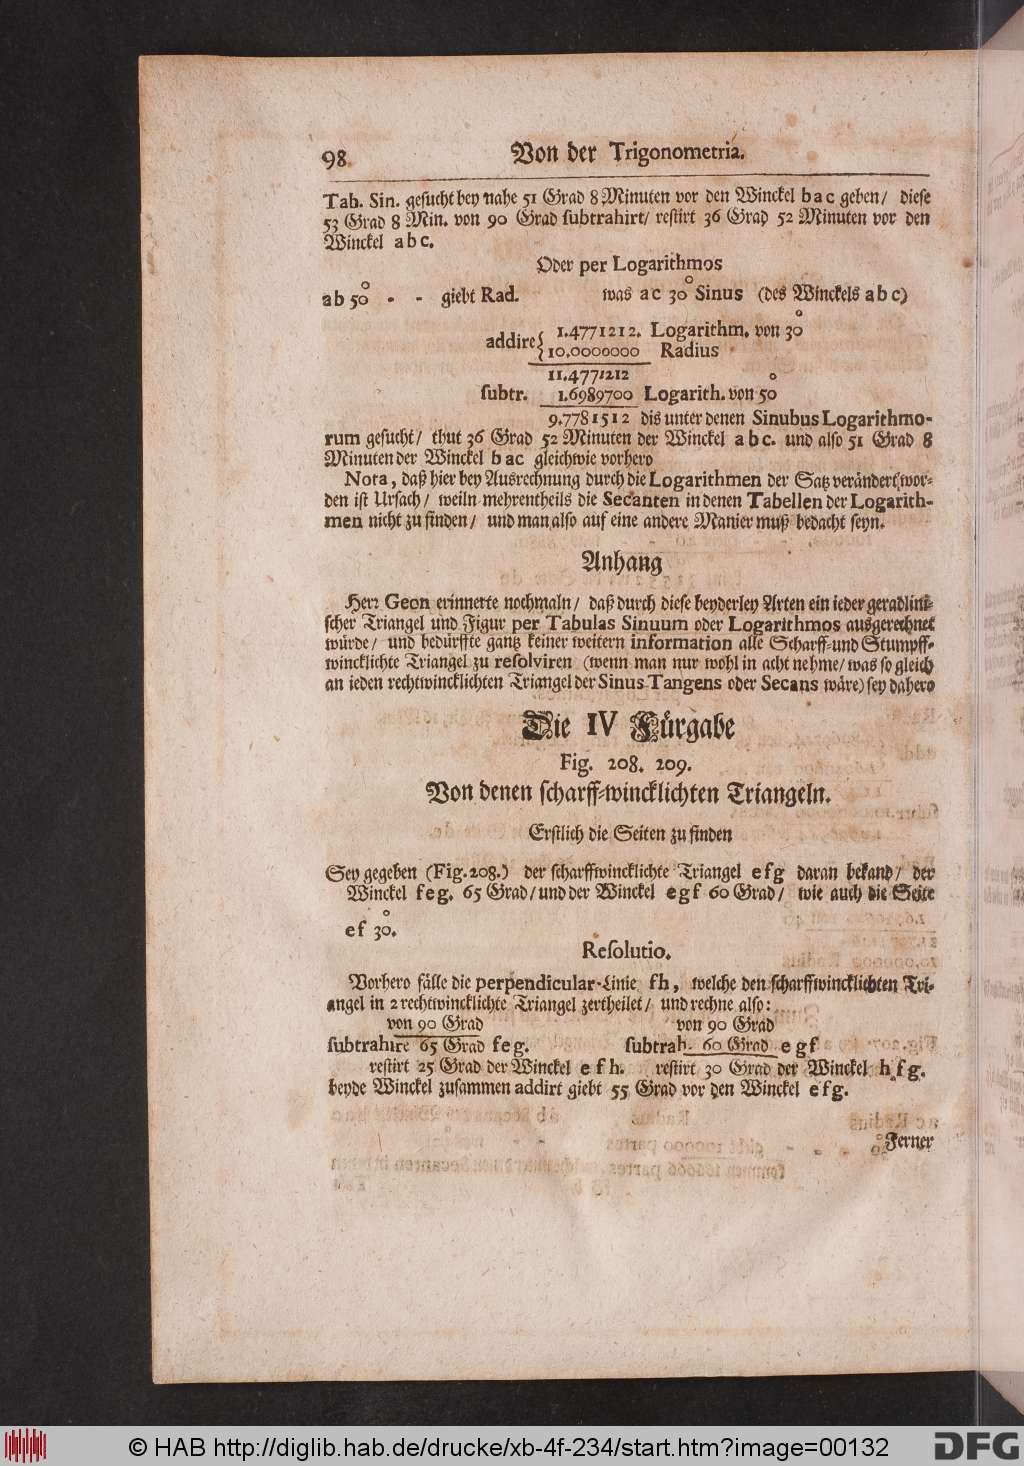 98 Von der Trigonometria.
Tab. Sin. gesucht bey nahe 51 Grad 8 Minuten vor den Winckel bac geben/ diese
53 Grad 8 Min. von 90 Grad subtrahirt/ restirt 36 Grad 52 Minuten vor den
Winckel abc.
Oder per Logarithmos
ab 50° - - giebt Rad. was ac 30° Sinus (des Winckels abc)
addire { 1.4771212. Logarithm. von 30°
10.0000000 Radius
11.4771212
subtr. 1.6989700 Logarith. von 50°
9.7781512 dis unter denen Sinubus Logarithmo-
rum gesucht/ thut 36 Grad 52 Minuten der Winckel abc. und also 51 Grad 8
Minuten der Winckel bac gleichwie vorhero
Nota, daß hier bey Ausrechnung durch die Logarithmen der Satz verändert wor-
den ist Ursach/ weiln mehrentheils die Secanten in denen Tabellen der Logarith-
men nicht zu finden/ und man also auf eine andere Manier muß bedacht seyn.
Anhang
Herr Geon erinnerte nochmaln/ daß durch diese beyderley Arten ein ieder geradlini-
scher Triangel und Figur per Tabulas Sinuum oder Logarithmos ausgerechnet
würde/ und bedürffte gantz keiner weitern information alle Scharff- und Stumpff-
wincklichte Triangel zu resolviren (wenn man nur wohl in acht nehme/ was so gleich
an ieden rechtwincklichten Triangel der Sinus Tangens oder Secans wäre) sey dahero
Die IV Fürgabe
Fig. 208. 209.
Von denen scharff-wincklichten Triangeln.
Erstlich die Seiten zu finden
Sey gegeben (Fig. 208.) der scharffwincklichte Triangel efg daran bekand/ der
Winckel feg. 65 Grad/ und der Winckel egf 60 Grad/ wie auch die Seite
ef 30°.
Resolutio.
Vorhero fälle die perpendicular-Linie fh, welche den scharffwincklichten Tri-
angel in 2 rechtwincklichte Triangel zertheilet/ und rechne also:
von 90 Grad von 90 Grad
subtrahire 65 Grad feg. subtrah. 60 Grad egf
restirt 25 Grad der Winckel efh. restirt 30 Grad der Winckel hfg.
beyde Winckel zusammen addirt giebt 55 Grad vor den Winckel efg.
Ferner
© HAB http://diglib.hab.de/drucke/xb-4f-234/start.htm?image=00132 DFG